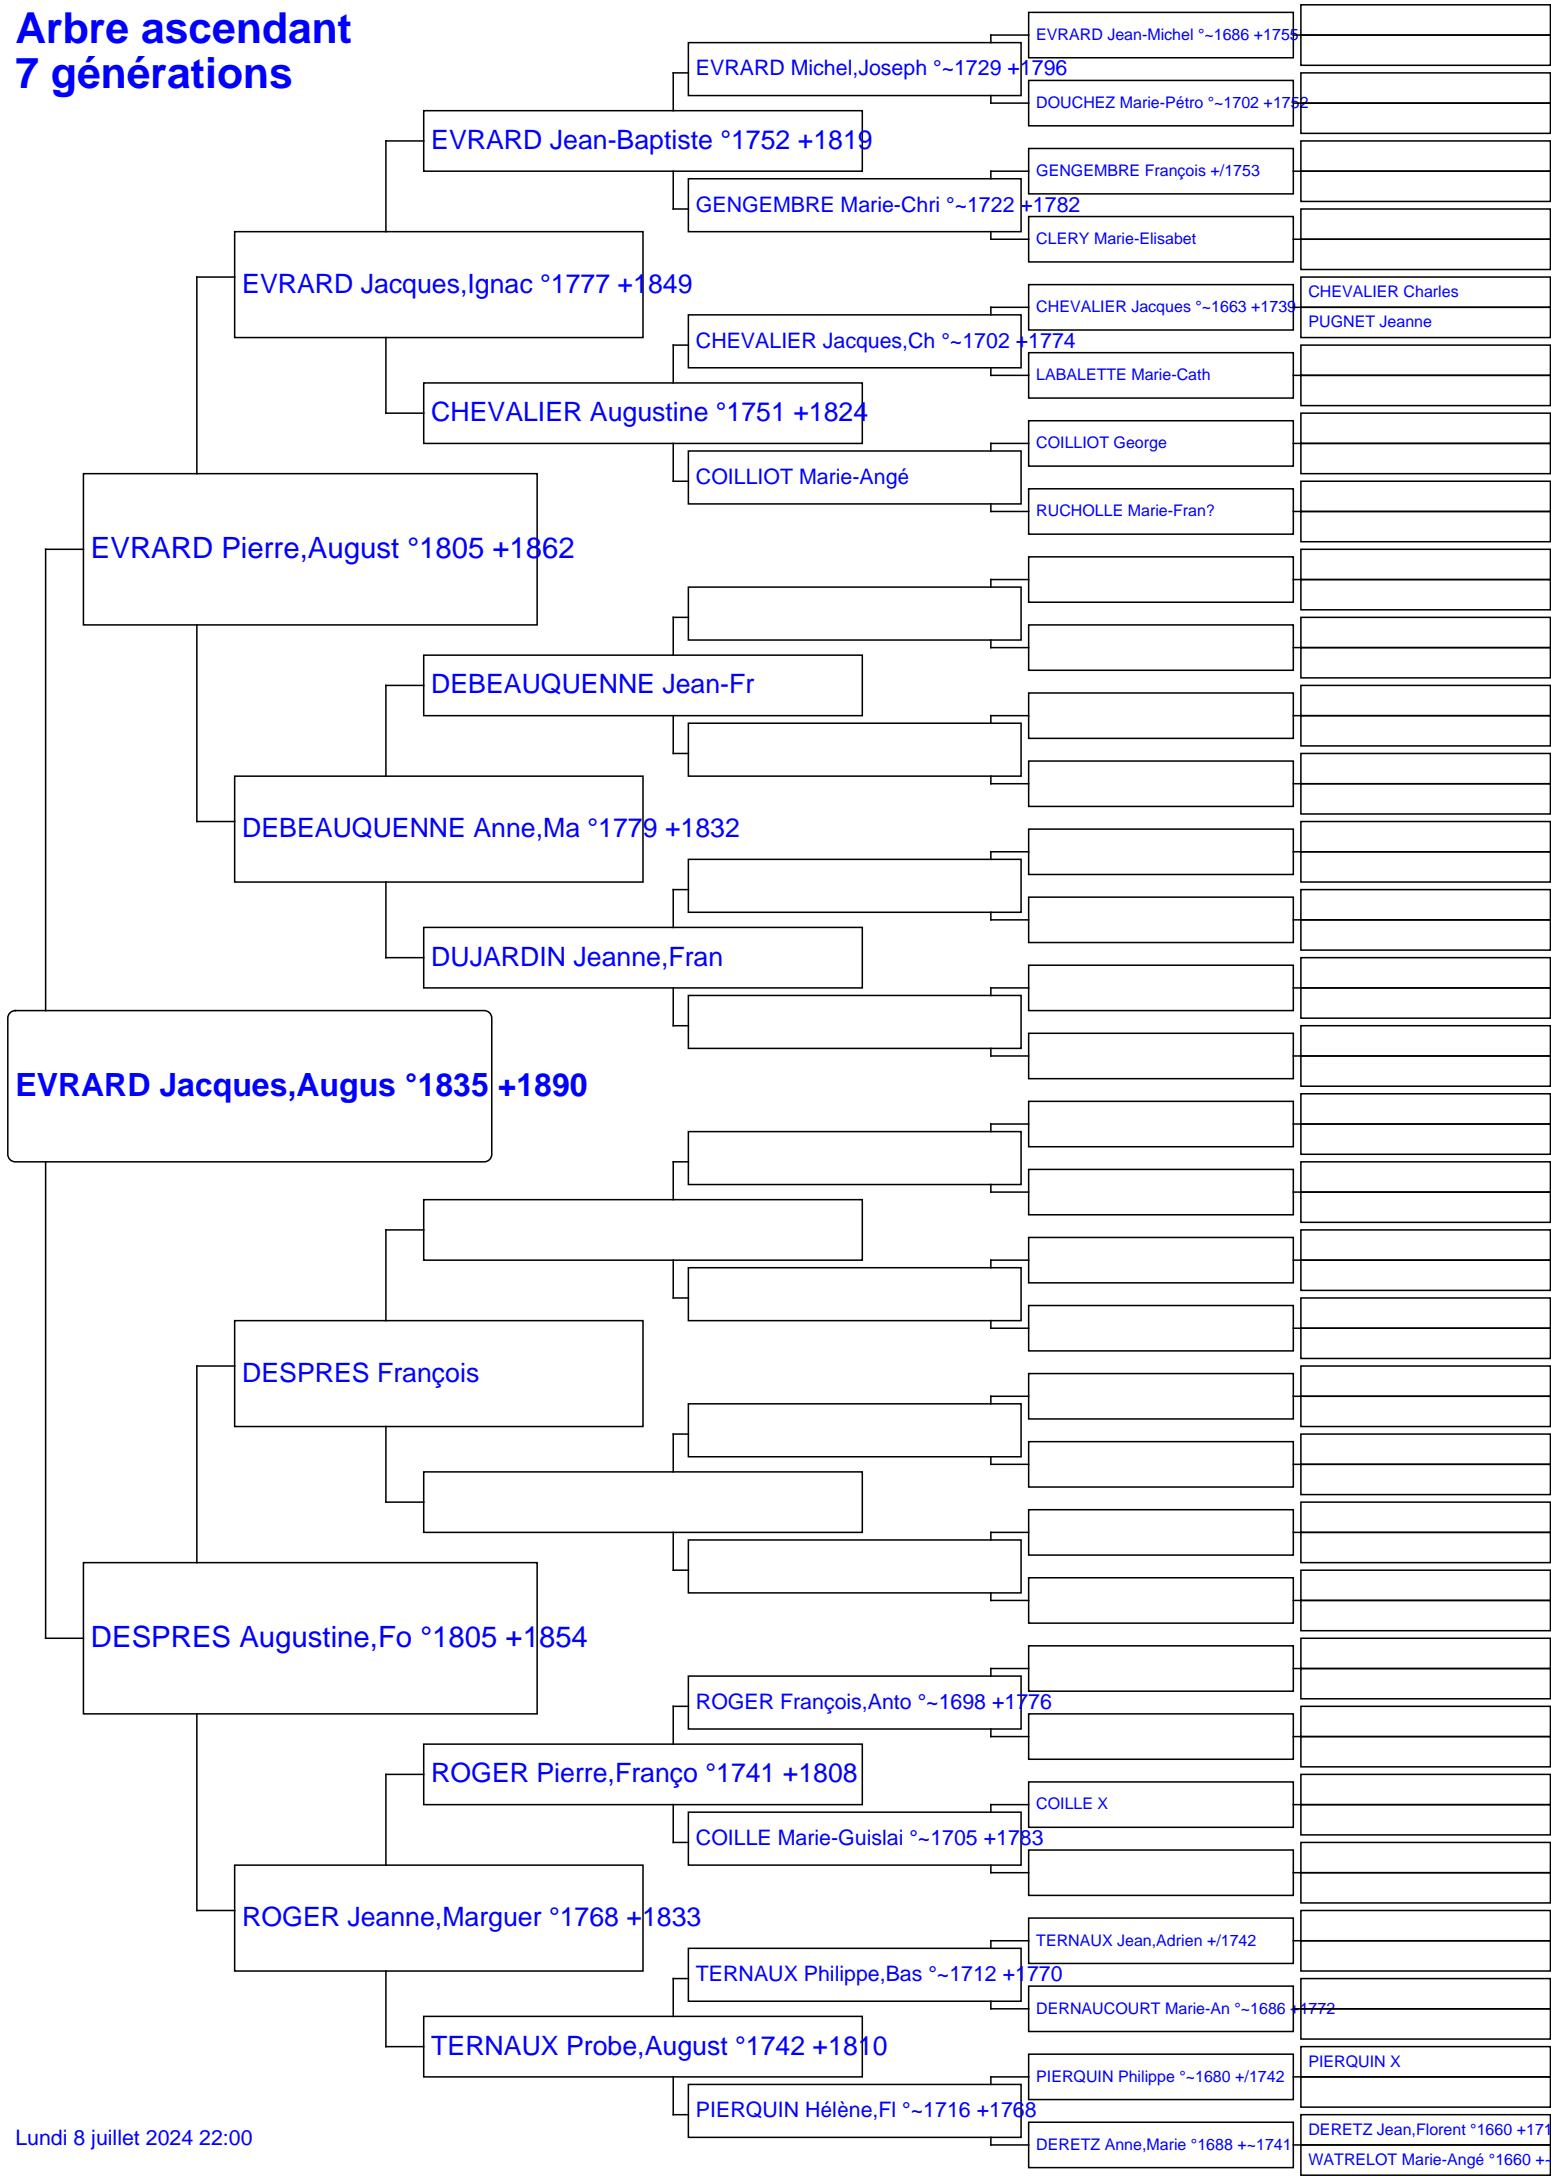 Arbre ascendant
7 générations
EVRARD Jean-Michel °~1686 +1755
EVRARD Michel,Joseph °~1729 +1796
DOUCHEZ Marie-Pétro °~1702 +1752
EVRARD Jean-Baptiste °1752 +1819
GENGEMBRE François +/1753
GENGEMBRE Marie-Chri °~1722 +1782
CLERY Marie-Elisabet
EVRARD Jacques,Ignac °1777 +1849
CHEVALIER Charles
CHEVALIER Jacques °~1663 +1739
PUGNET Jeanne
CHEVALIER Jacques,Ch °~1702 +1774
LABALETTE Marie-Cath
CHEVALIER Augustine °1751 +1824
COILLIOT George
COILLIOT Marie-Angé
RUCHOLLE Marie-Fran?
EVRARD Pierre,August °1805 +1862
DEBEAUQUENNE Jean-Fr
DEBEAUQUENNE Anne,Ma °1779 +1832
DUJARDIN Jeanne,Fran
EVRARD Jacques,Augus °1835 +1890
DESPRES François
DESPRES Augustine,Fo °1805 +1854
ROGER François,Anto °~1698 +1776
ROGER Pierre,Franço °1741 +1808
COILLE X
COILLE Marie-Guislai °~1705 +1783
ROGER Jeanne,Marguer °1768 +1833
TERNAUX Jean,Adrien +/1742
TERNAUX Philippe,Bas °~1712 +1770
DERNAUCOURT Marie-An °~1686 +1772
TERNAUX Probe,August °1742 +1810
PIERQUIN X
PIERQUIN Philippe °~1680 +/1742
PIERQUIN Hélène,Fl °~1716 +1768
DERETZ Jean,Florent °1660 +171
DERETZ Anne,Marie °1688 +~1741
WATRELOT Marie-Angé °1660 +~
Lundi 8 juillet 2024 22:00